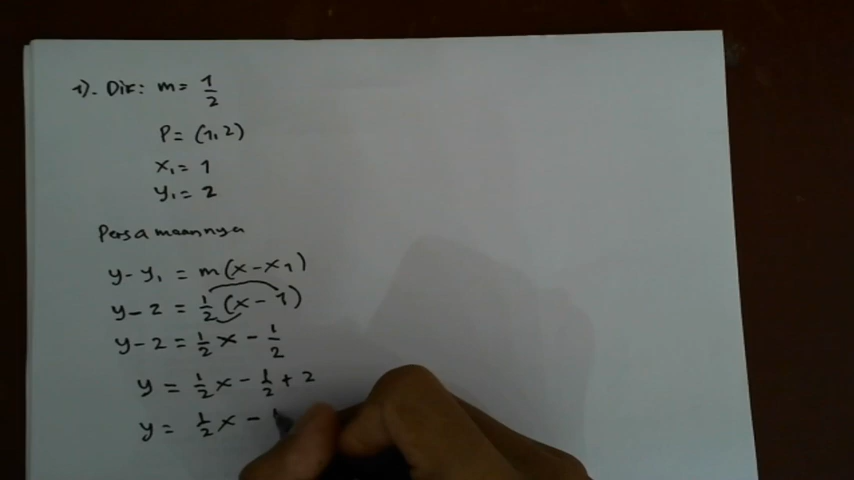 1). Dik: m = 1/2
P = (1,2)
x₁ = 1
y₁ = 2
Persamaannya
y - y₁ = m(x - x₁)
y - 2 = 1/2 (x - 1)
y - 2 = 1/2 x - 1/2
y = 1/2 x - 1/2 + 2
y = 1/2 x -